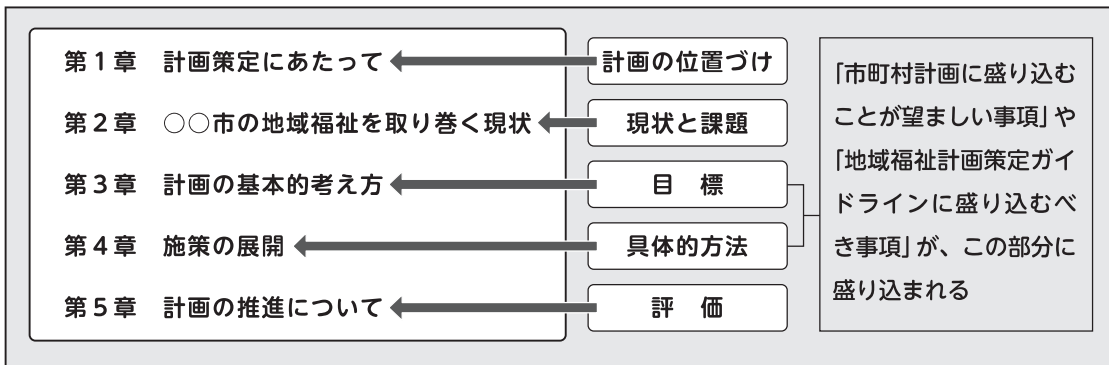 第1章　計画策定にあたって
計画の位置づけ
第2章　○○市の地域福祉を取り巻く現状
現状と課題
第3章　計画の基本的考え方
目　標
第4章　施策の展開
具体的方法
第5章　計画の推進について
評　価
「市町村計画に盛り込む
ことが望ましい事項」や
「地域福祉計画策定ガイ
ドラインに盛り込むべ
き事項」が、この部分に
盛り込まれる